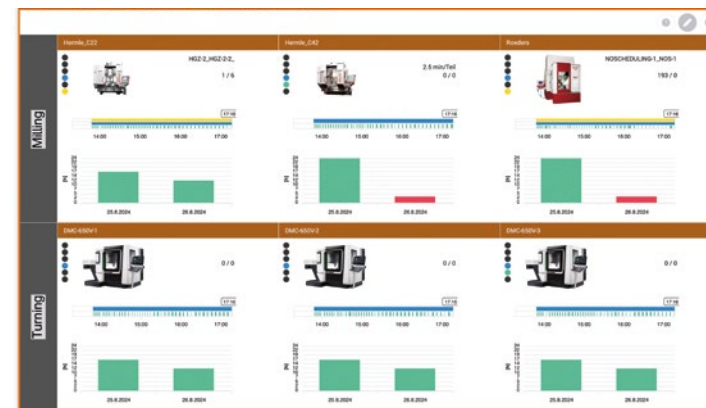 Hermle_C22
Hermle_C42
Roeders
HGZ-2_HGZ-2-2_
1 / 6
2.5 min/Teil
0 / 0
NOSCHEDULING-1_NOS-1
193 / 0
Milling
17:18
17:18
17:18
14:00 15:00 16:00 17:00
14:00 15:00 16:00 17:00
14:00 15:00 16:00 17:00
[h]
[h]
[h]
25.8.2024 26.8.2024
25.8.2024 26.8.2024
25.8.2024 26.8.2024
DMC-650V-1
DMC-650V-2
DMC-650V-3
0 / 0
0 / 0
0 / 0
Turning
17:18
17:18
17:18
14:00 15:00 16:00 17:00
14:00 15:00 16:00 17:00
14:00 15:00 16:00 17:00
[h]
[h]
[h]
25.8.2024 26.8.2024
25.8.2024 26.8.2024
25.8.2024 26.8.2024